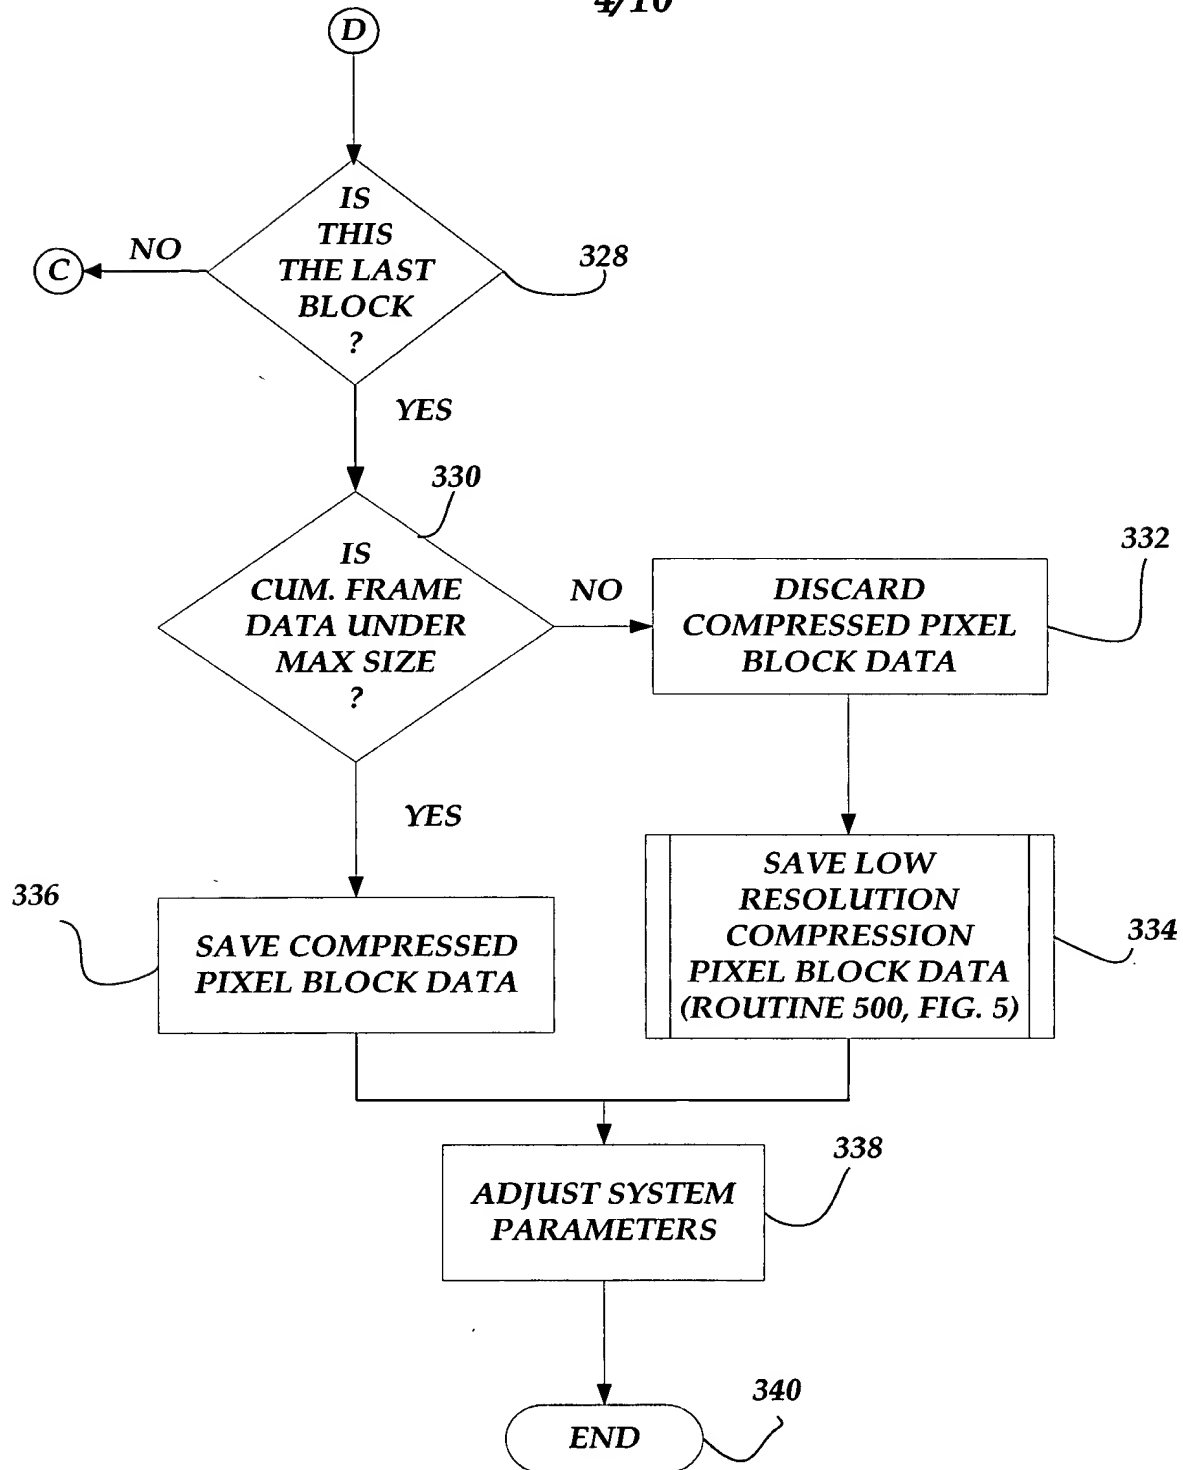 4/10
D
IS
THIS
THE LAST
BLOCK
?
328
NO
C
YES
330
IS
CUM. FRAME
DATA UNDER
MAX SIZE
?
NO
332
DISCARD
COMPRESSED PIXEL
BLOCK DATA
YES
336
SAVE COMPRESSED
PIXEL BLOCK DATA
SAVE LOW
RESOLUTION
COMPRESSION
PIXEL BLOCK DATA
(ROUTINE 500, FIG. 5)
334
338
ADJUST SYSTEM
PARAMETERS
340
END